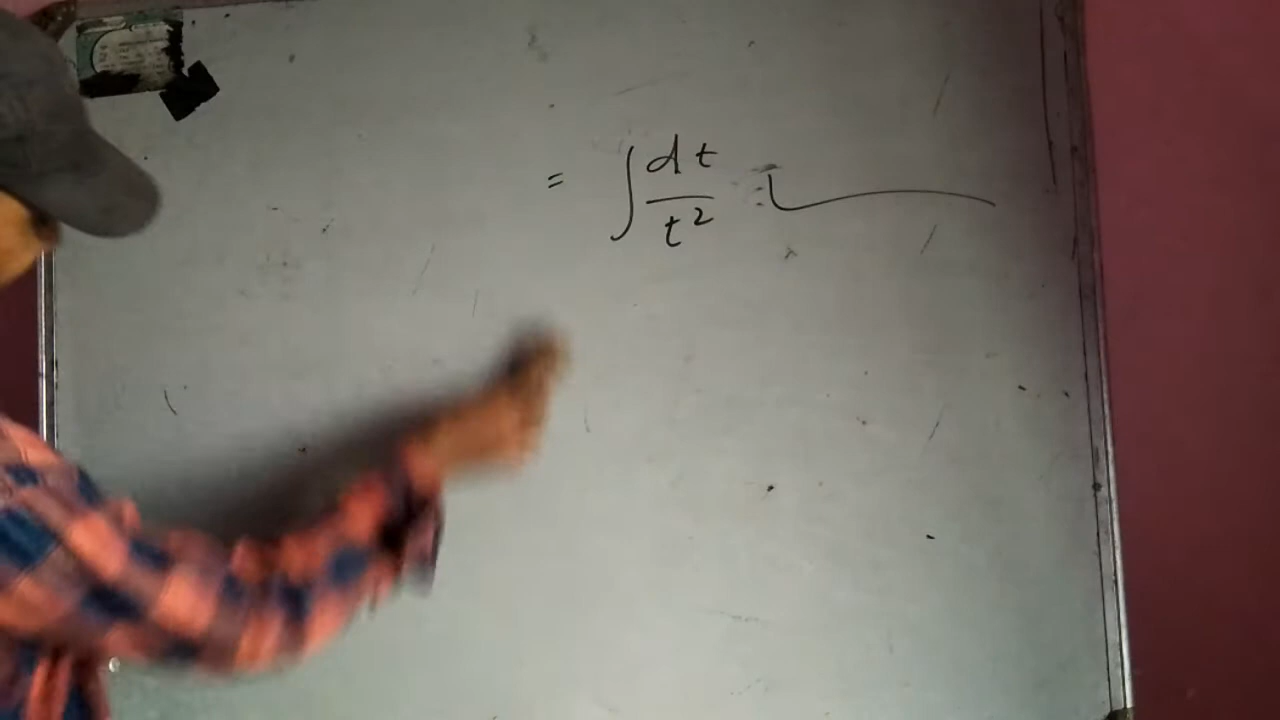 = ∫ dt / t²